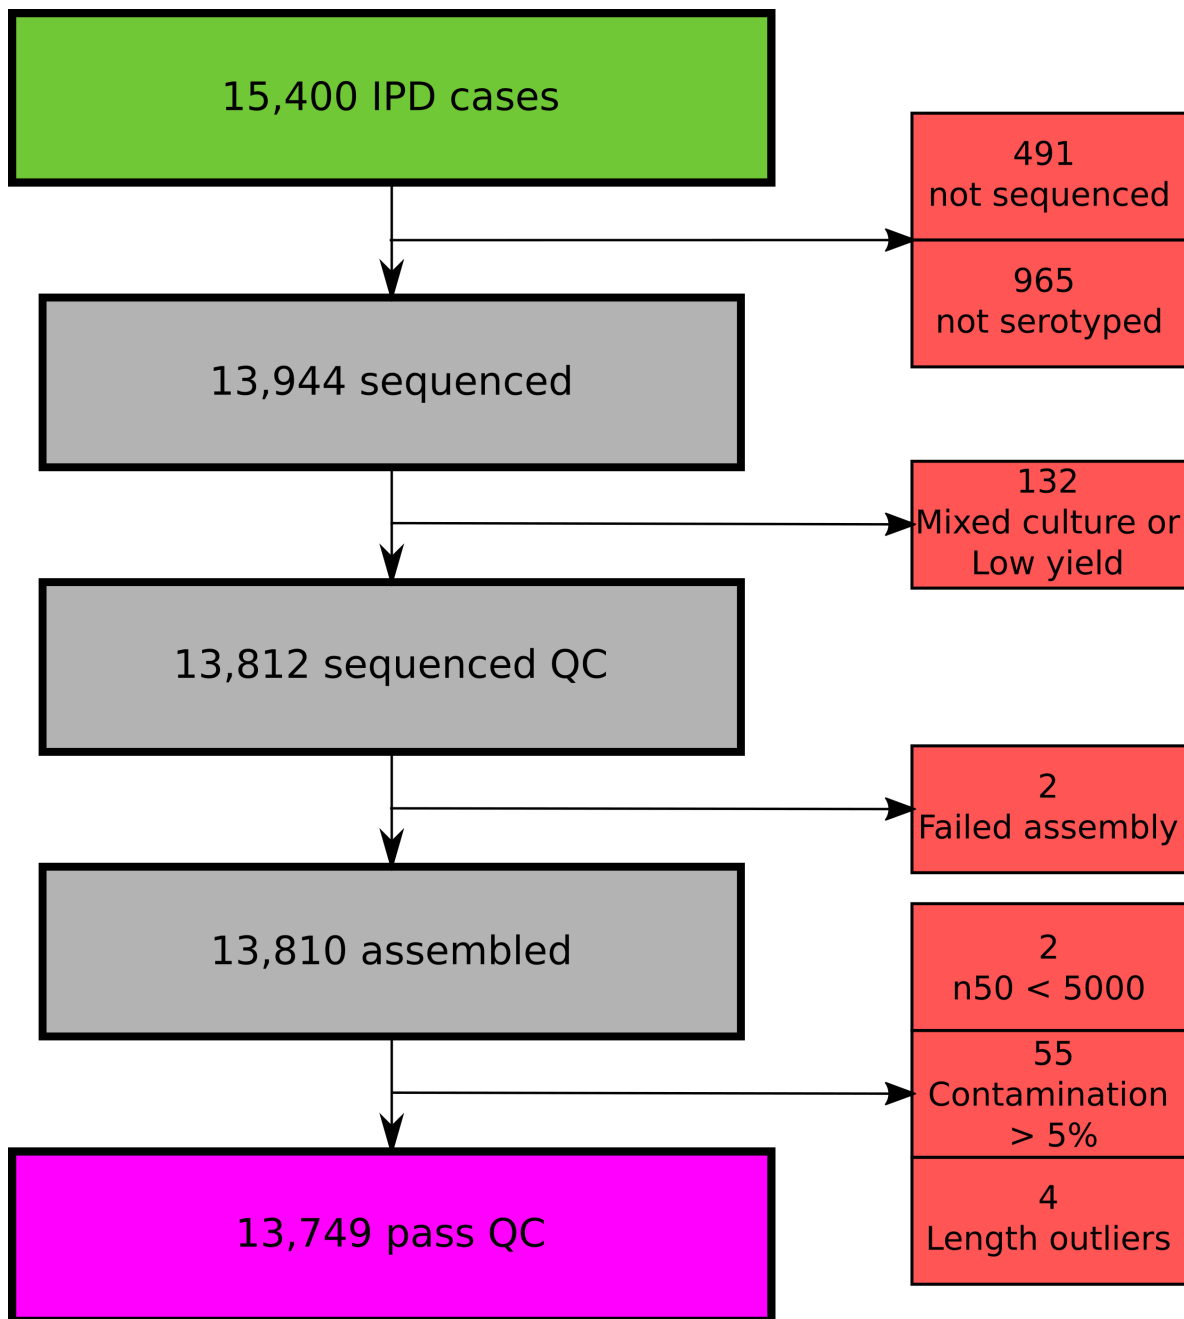 15,400 IPD cases
491
not sequenced
965
not serotyped
13,944 sequenced
132
Mixed culture or
Low yield
13,812 sequenced QC
2
Failed assembly
13,810 assembled
2
n50 < 5000
55
Contamination
> 5%
4
Length outliers
13,749 pass QC